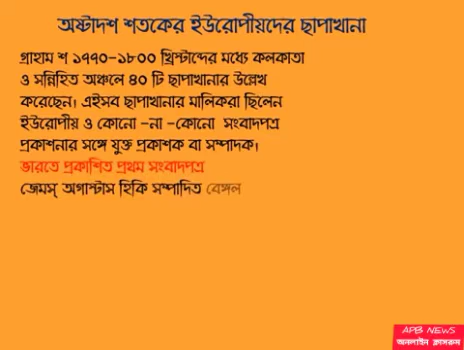 অষ্টাদশ শতকের ইউরোপীয়দের ছাপাখানা
গ্রাহাম শ ১৭৭০-১৮০০ খ্রিস্টাব্দের মধ্যে কলকাতা
ও সন্নিহিত অঞ্চলে ৪০ টি ছাপাখানার উল্লেখ
করেছেন। এইসব ছাপাখানার মালিকরা ছিলেন
ইউরোপীয় ও কোনো -না -কোনো সংবাদপত্র
প্রকাশনার সঙ্গে যুক্ত প্রকাশক বা সম্পাদক।
ভারতে প্রকাশিত প্রথম সংবাদপত্র
জেমস্ অগাস্টাস হিকি সম্পাদিত বেঙ্গল
APB NEWS
অনলাইন ক্লাসরুম